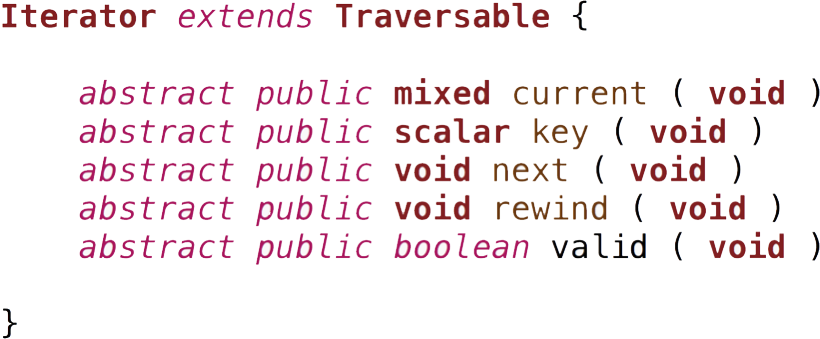 Iterator extends Traversable {
abstract public mixed current ( void )
abstract public scalar key ( void )
abstract public void next ( void )
abstract public void rewind ( void )
abstract public boolean valid ( void )
}